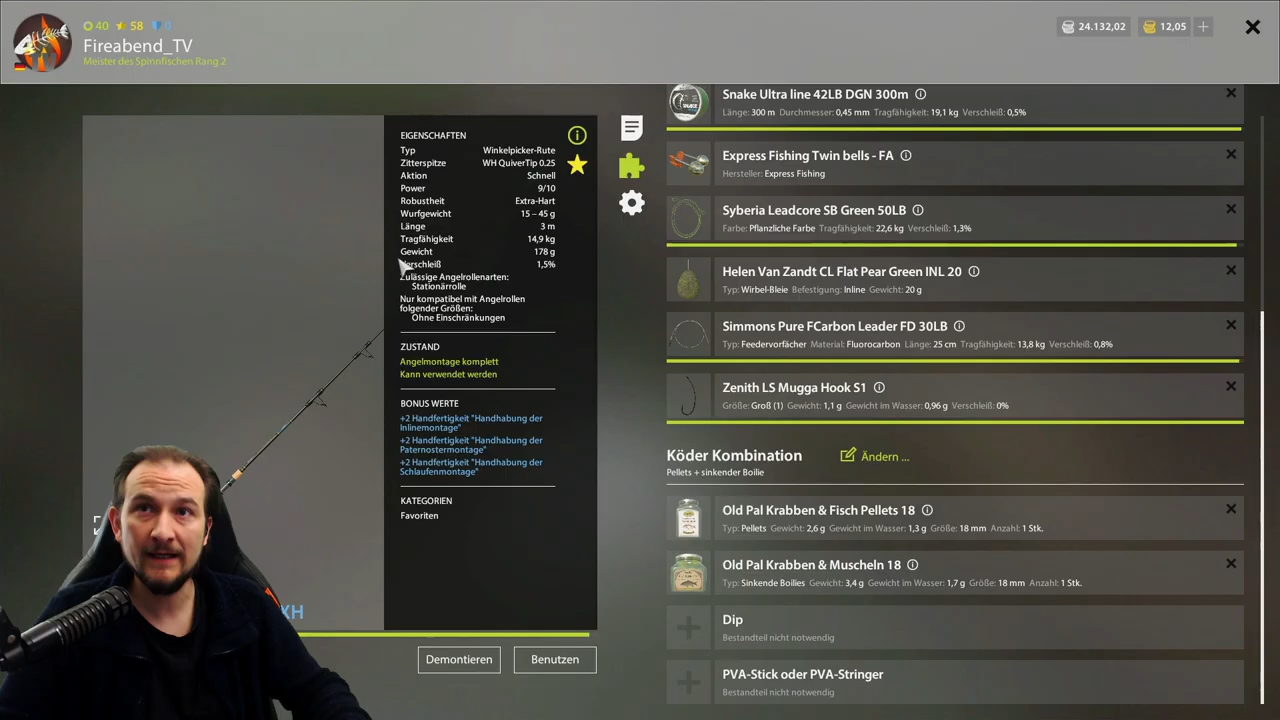 40 58 0
Fireabend_TV
Meister des Spinnfischen Rang 2
24.132,02 12,05
EIGENSCHAFTEN
Typ Winkelpicker-Rute
Zitterspitze WH QuiverTip 0.25
Aktion Schnell
Power 9/10
Robustheit Extra-Hart
Wurfgewicht 15 – 45 g
Länge 3 m
Tragfähigkeit 14,9 kg
Gewicht 178 g
Verschleiß 1,5%
Zulässige Angelrollenarten:
Stationärrolle
Nur kompatibel mit Angelrollen
folgender Größen:
Ohne Einschränkungen
ZUSTAND
Angelmontage komplett
Kann verwendet werden
BONUS WERTE
+2 Handfertigkeit "Handhabung der
Inlinemontage"
+2 Handfertigkeit "Handhabung der
Paternostermontage"
+2 Handfertigkeit "Handhabung der
Schlaufenmontage"
KATEGORIEN
Favoriten
XH
Demontieren Benutzen
Snake Ultra line 42LB DGN 300m
Länge: 300 m Durchmesser: 0,45 mm Tragfähigkeit: 19,1 kg Verschleiß: 0,5%
Express Fishing Twin bells - FA
Hersteller: Express Fishing
Syberia Leadcore SB Green 50LB
Farbe: Pflanzliche Farbe Tragfähigkeit: 22,6 kg Verschleiß: 1,3%
Helen Van Zandt CL Flat Pear Green INL 20
Typ: Wirbel-Bleie Befestigung: Inline Gewicht: 20 g
Simmons Pure FCarbon Leader FD 30LB
Typ: Feedervorfächer Material: Fluorocarbon Länge: 25 cm Tragfähigkeit: 13,8 kg Verschleiß: 0,8%
Zenith LS Mugga Hook S1
Größe: Groß (1) Gewicht: 1,1 g Gewicht im Wasser: 0,96 g Verschleiß: 0%
Köder Kombination Ändern ...
Pellets + sinkender Boilie
Old Pal Krabben & Fisch Pellets 18
Typ: Pellets Gewicht: 2,6 g Gewicht im Wasser: 1,3 g Größe: 18 mm Anzahl: 1 Stk.
Old Pal Krabben & Muscheln 18
Typ: Sinkende Boilies Gewicht: 3,4 g Gewicht im Wasser: 1,7 g Größe: 18 mm Anzahl: 1 Stk.
Dip
Bestandteil nicht notwendig
PVA-Stick oder PVA-Stringer
Bestandteil nicht notwendig